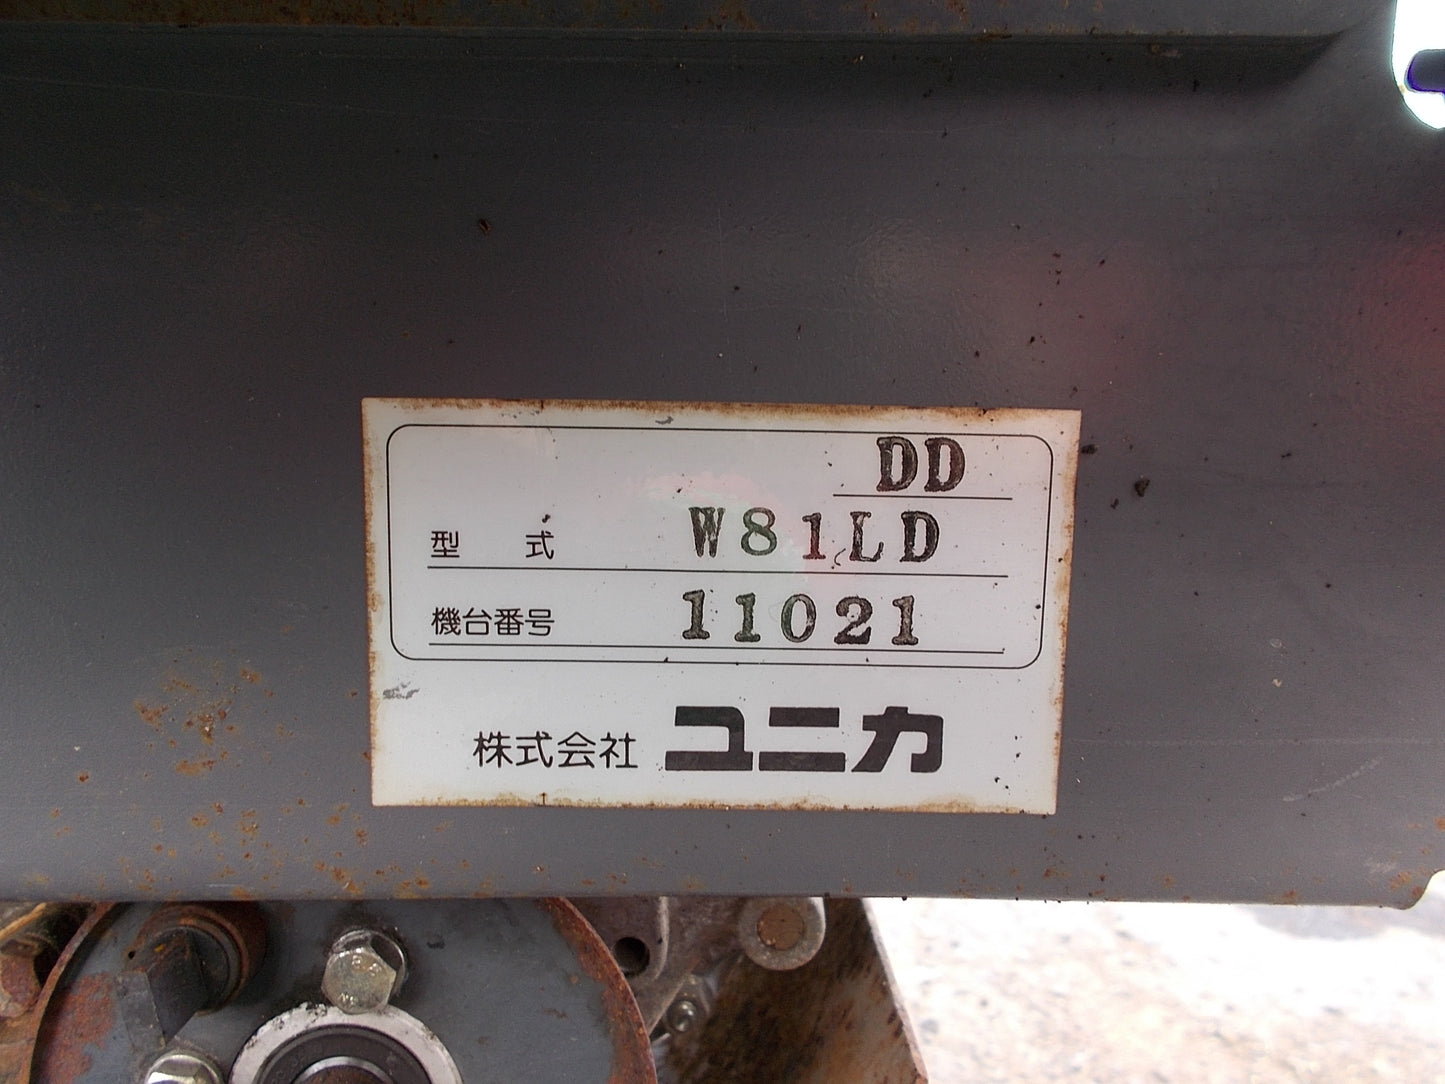 DD
型式 W81LD
機台番号 11021
株式会社 ユニカ